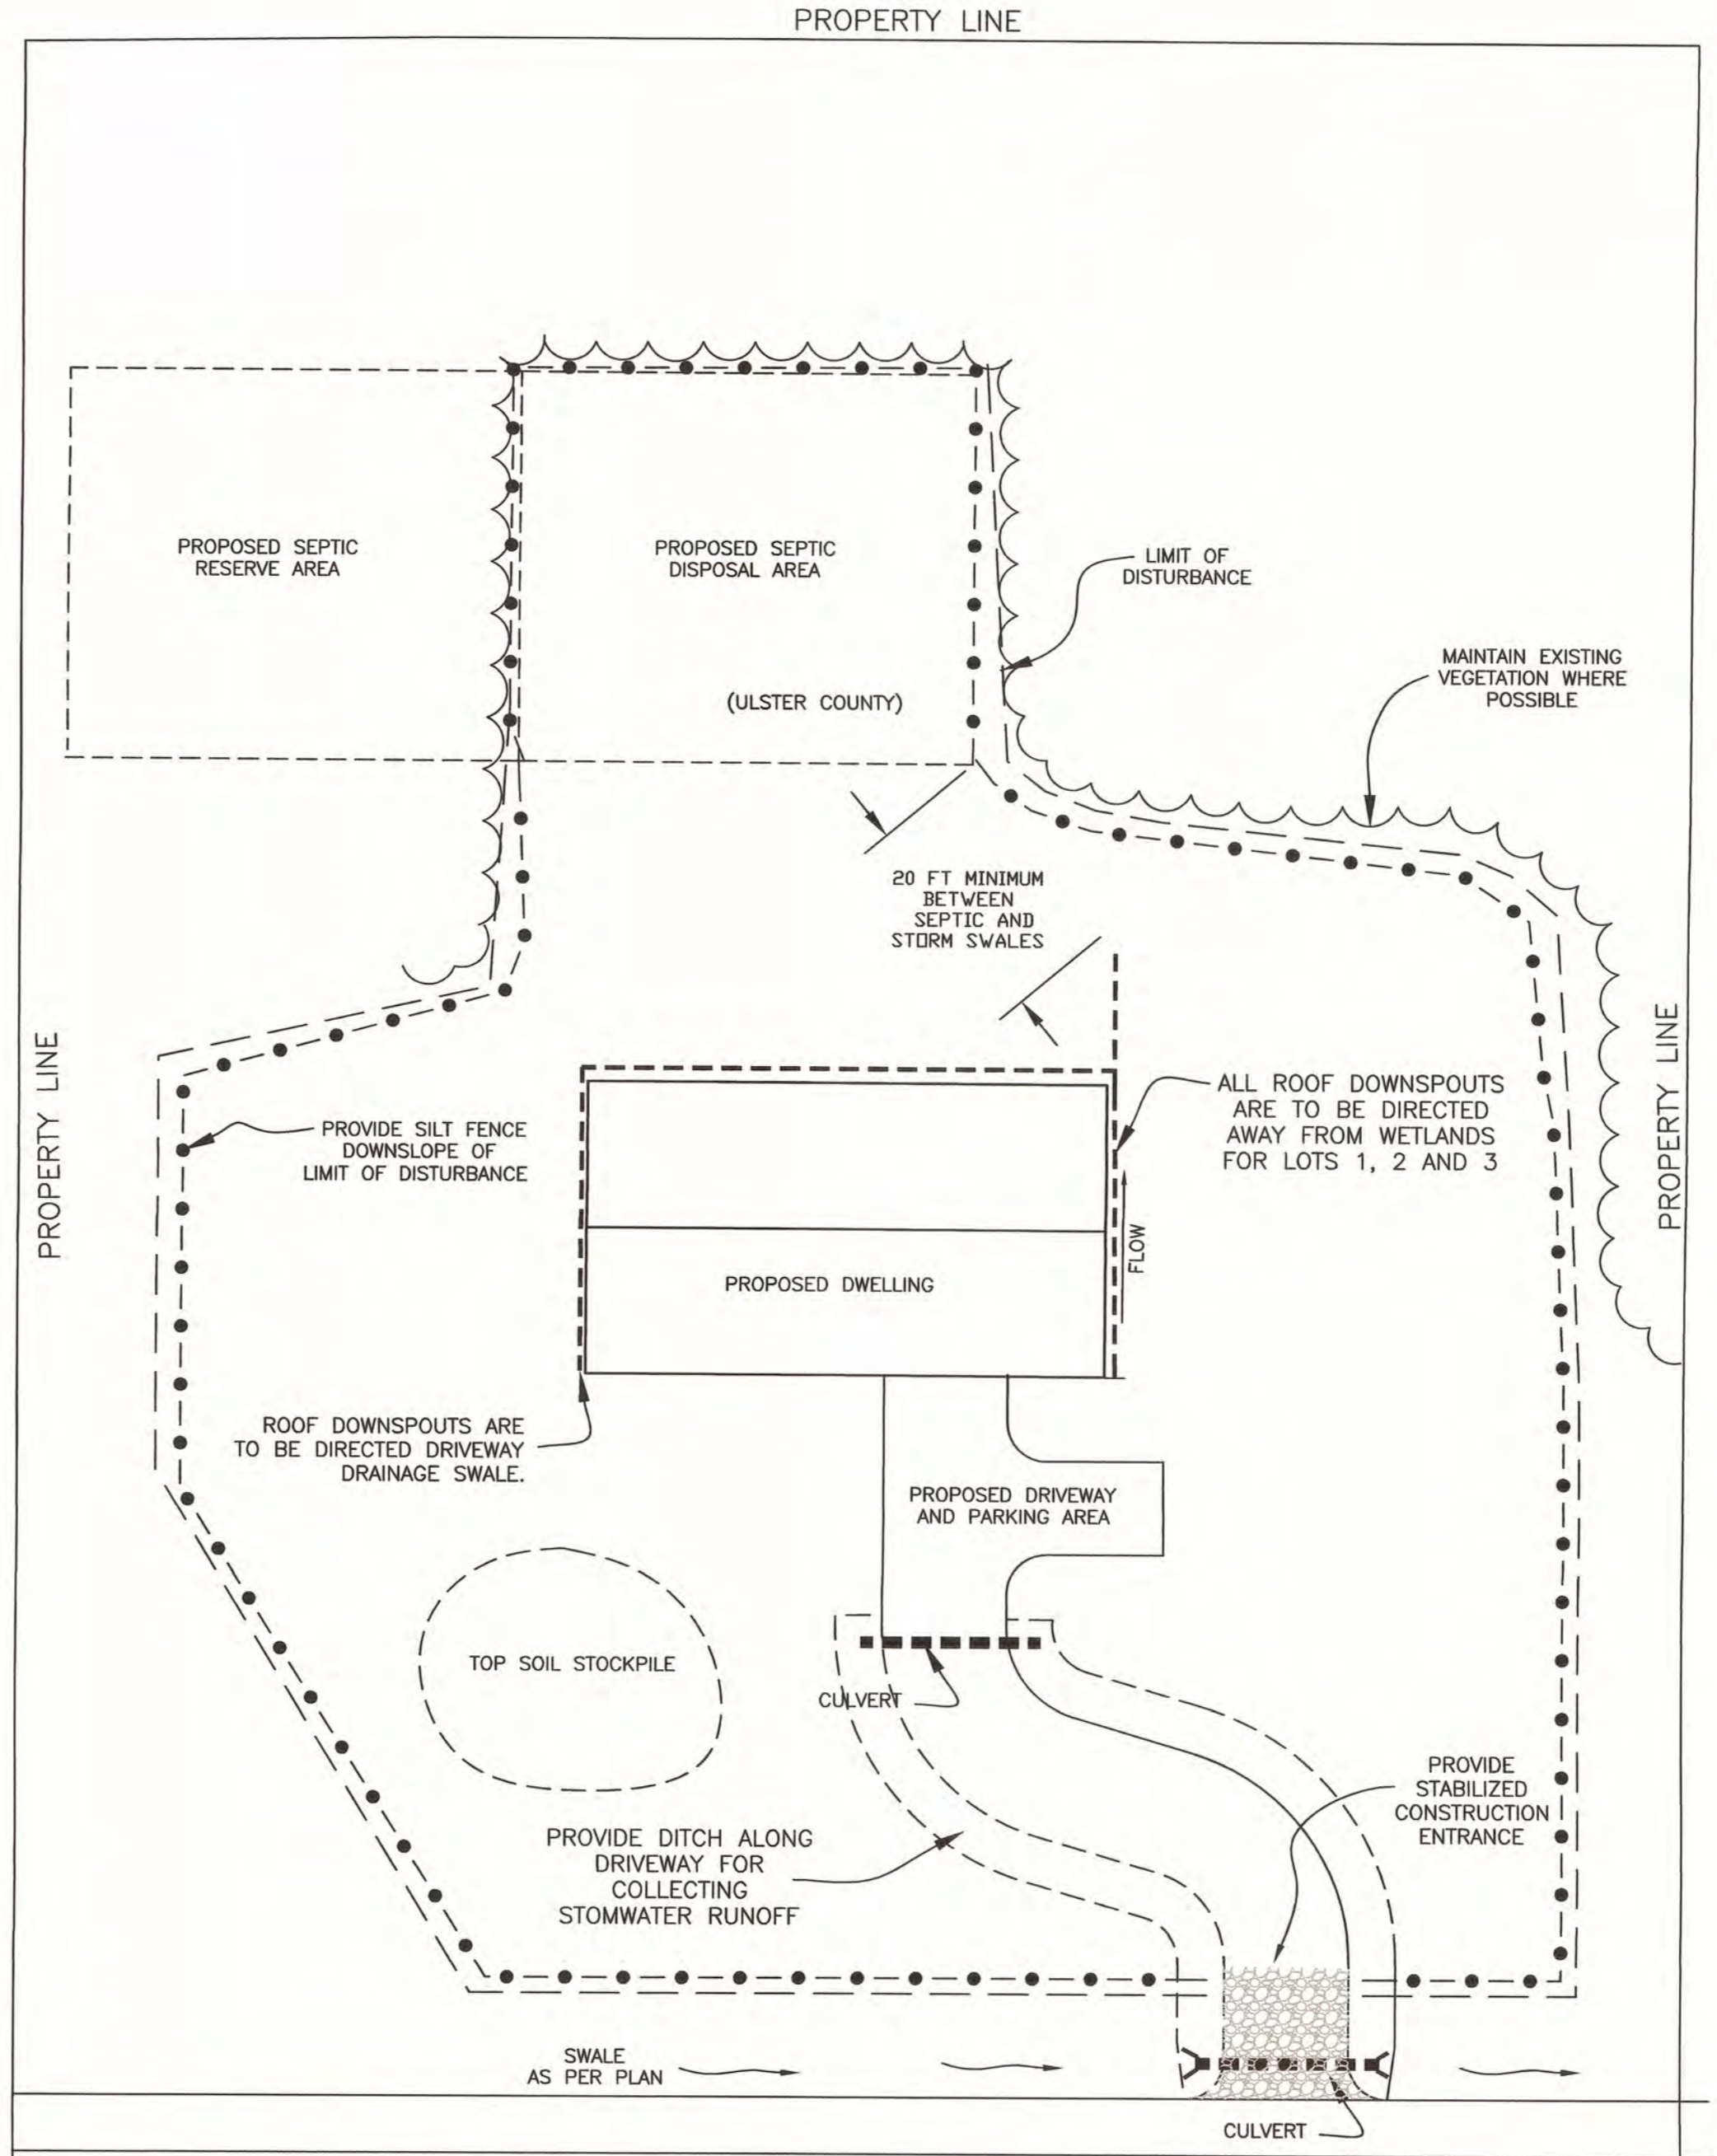 PROPERTY LINE
PROPOSED SEPTIC
RESERVE AREA
PROPOSED SEPTIC
DISPOSAL AREA
(ULSTER COUNTY)
LIMIT OF
DISTURBANCE
MAINTAIN EXISTING
VEGETATION WHERE
POSSIBLE
20 FT MINIMUM
BETWEEN
SEPTIC AND
STORM SWALES
PROPERTY LINE
PROPERTY LINE
PROVIDE SILT FENCE
DOWNSLOPE OF
LIMIT OF DISTURBANCE
ALL ROOF DOWNSPOUTS
ARE TO BE DIRECTED
AWAY FROM WETLANDS
FOR LOTS 1, 2 AND 3
FLOW
PROPOSED DWELLING
ROOF DOWNSPOUTS ARE
TO BE DIRECTED DRIVEWAY
DRAINAGE SWALE.
PROPOSED DRIVEWAY
AND PARKING AREA
TOP SOIL STOCKPILE
CULVERT
PROVIDE
STABILIZED
CONSTRUCTION
ENTRANCE
PROVIDE DITCH ALONG
DRIVEWAY FOR
COLLECTING
STOMWATER RUNOFF
SWALE
AS PER PLAN
CULVERT